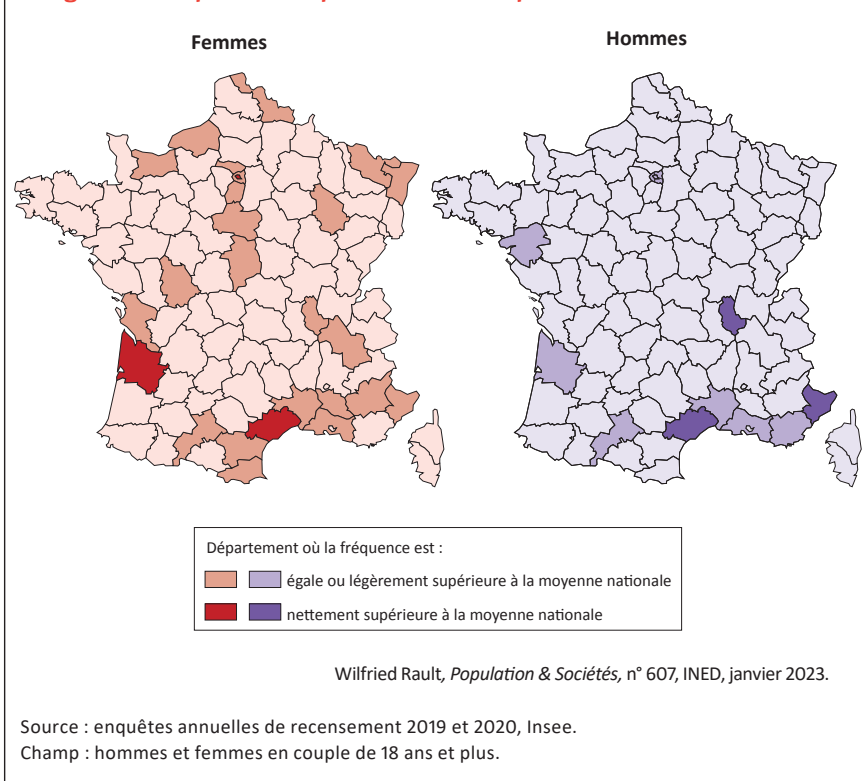 Femmes
Hommes
Département où la fréquence est :
égale ou légèrement supérieure à la moyenne nationale
nettement supérieure à la moyenne nationale
Wilfried Rault, Population & Sociétés, n° 607, INED, janvier 2023.
Source : enquêtes annuelles de recensement 2019 et 2020, Insee.
Champ : hommes et femmes en couple de 18 ans et plus.